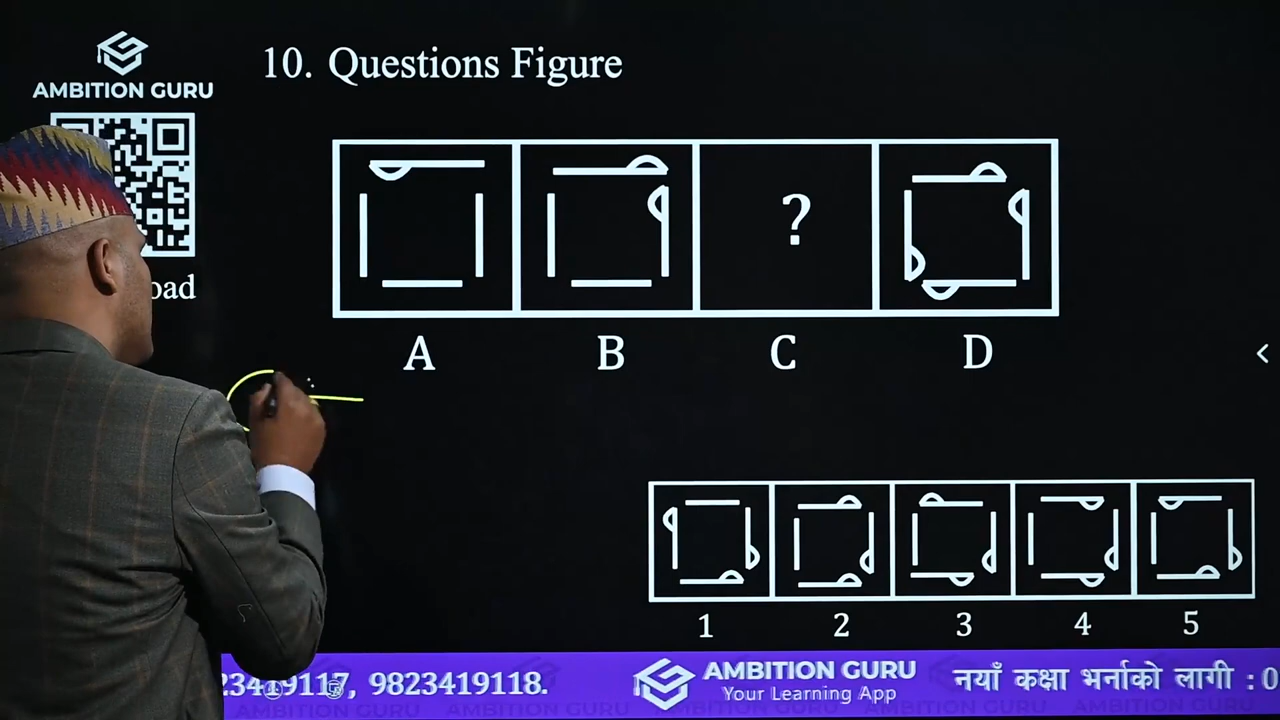 AMBITION GURU
10. Questions Figure
?
A B C D
1 2 3 4 5
9823419118.
AMBITION GURU
Your Learning App
नयाँ कक्षा भर्नाको लागी :